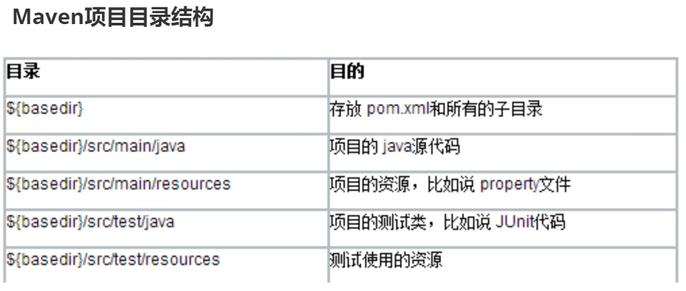 Maven项目目录结构
目录 目的
${basedir} 存放 pom.xml和所有的子目录
${basedir}/src/main/java 项目的 java源代码
${basedir}/src/main/resources 项目的资源，比如说 property文件
${basedir}/src/test/java 项目的测试类，比如说 JUnit代码
${basedir}/src/test/resources 测试使用的资源